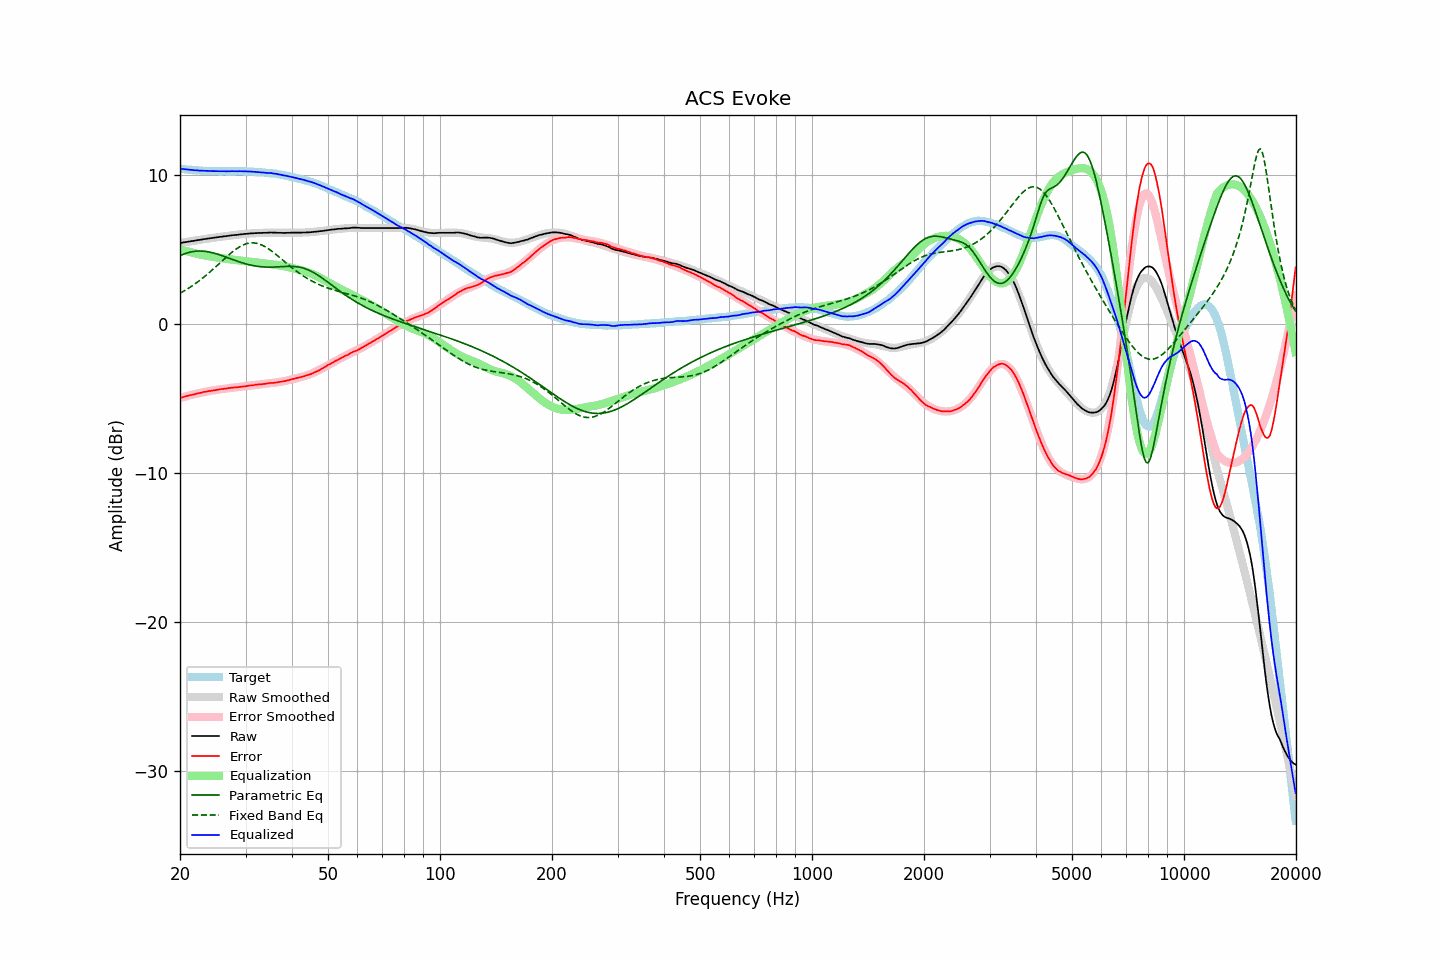 ACS Evoke
10
0
−10
−20
−30
Amplitude (dBr)
Target
Raw Smoothed
Error Smoothed
Raw
Error
Equalization
Parametric Eq
Fixed Band Eq
Equalized
20 50 100 200 500 1000 2000 5000 10000 20000
Frequency (Hz)